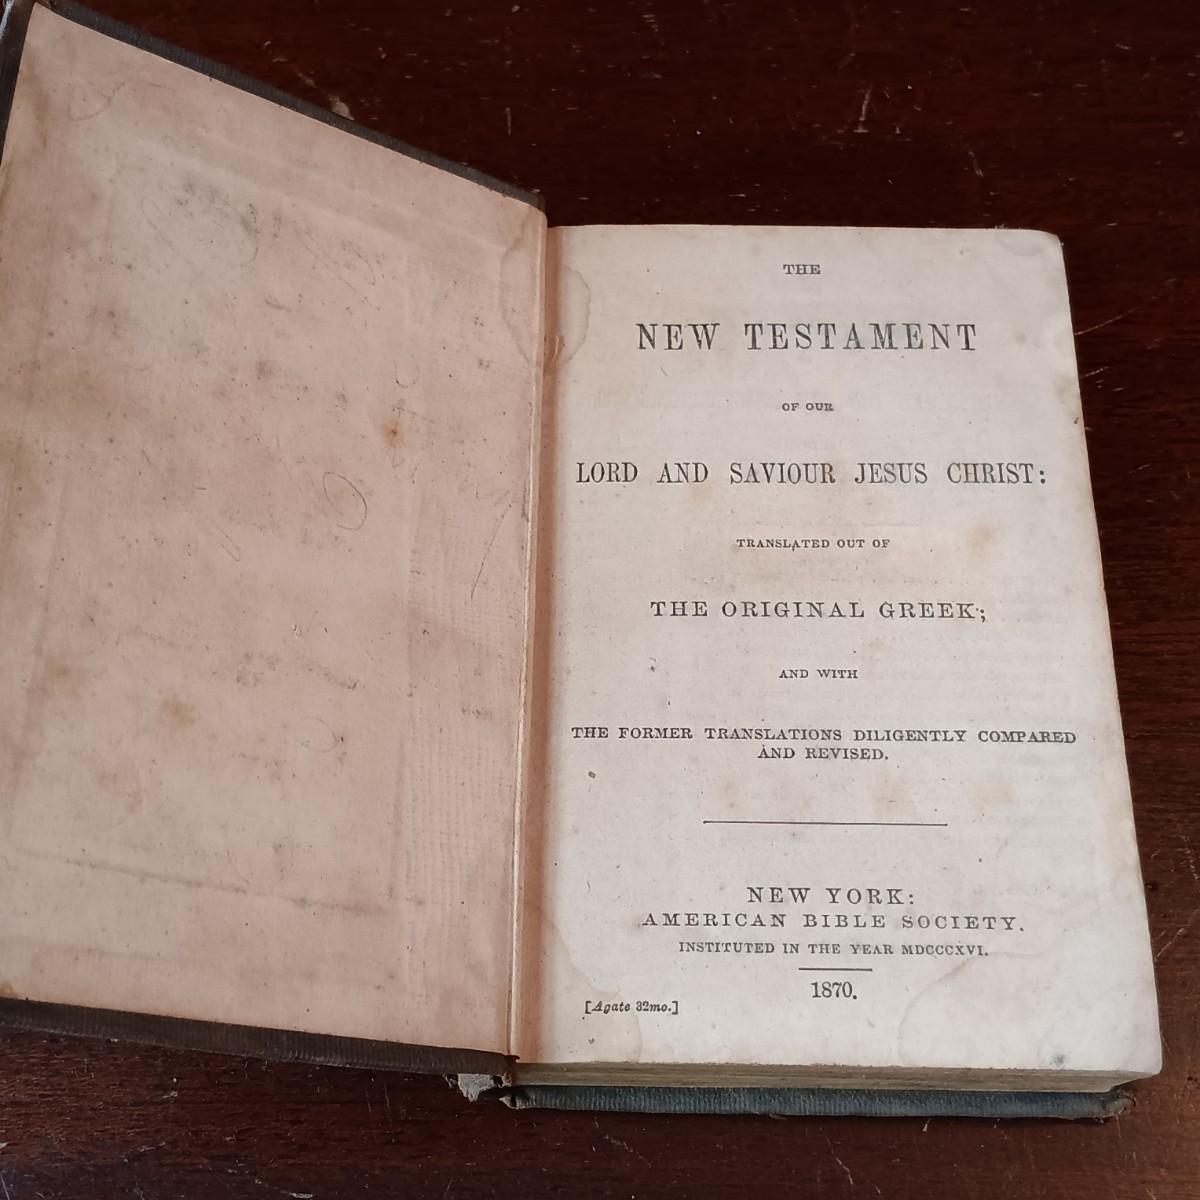 THE
NEW TESTAMENT
OF OUR
LORD AND SAVIOUR JESUS CHRIST:
TRANSLATED OUT OF
THE ORIGINAL GREEK;
AND WITH
THE FORMER TRANSLATIONS DILIGENTLY COMPARED
AND REVISED.
NEW YORK:
AMERICAN BIBLE SOCIETY.
INSTITUTED IN THE YEAR MDCCCXVI.
1870.
[Agate 32mo.]